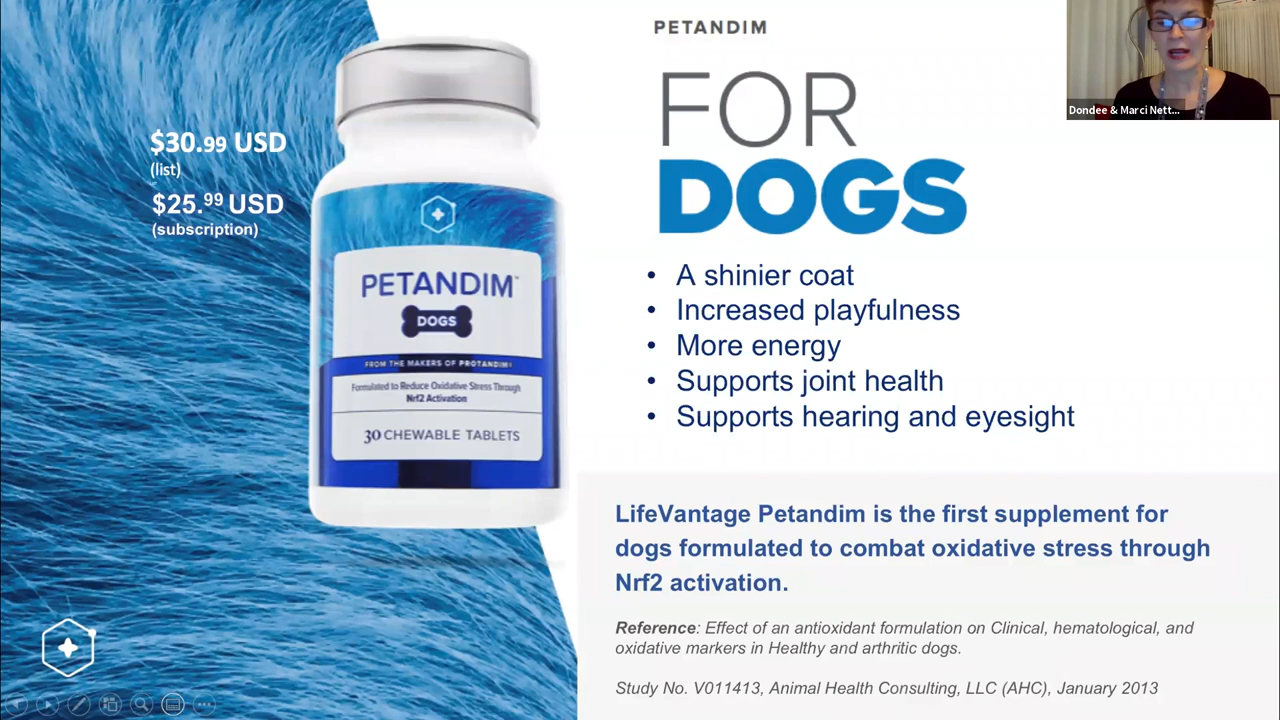 $30.99 USD
(list)
$25.99 USD
(subscription)
PETANDIM™
DOGS
FROM THE MAKERS OF PROTANDIM®
Formulated to Reduce Oxidative Stress Through
Nrf2 Activation
30 CHEWABLE TABLETS
PETANDIM
FOR
DOGS
• A shinier coat
• Increased playfulness
• More energy
• Supports joint health
• Supports hearing and eyesight
LifeVantage Petandim is the first supplement for
dogs formulated to combat oxidative stress through
Nrf2 activation.
Reference: Effect of an antioxidant formulation on Clinical, hematological, and
oxidative markers in Healthy and arthritic dogs.
Study No. V011413, Animal Health Consulting, LLC (AHC), January 2013
Dondee & Marci Nett...